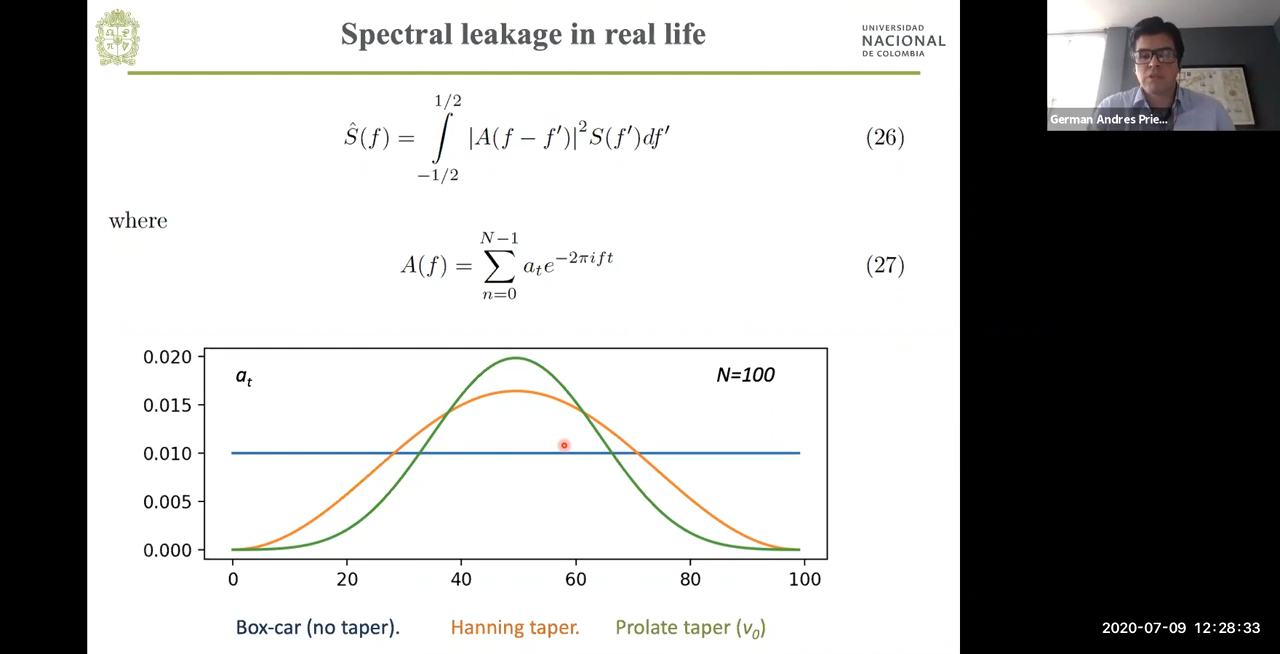 Spectral leakage in real life
UNIVERSIDAD
NACIONAL
DE COLOMBIA
German Andres Prie...
Ŝ(f) = ∫_{-1/2}^{1/2} |A(f − f′)|² S(f′)df′ (26)
where
A(f) = ∑_{n=0}^{N−1} a_t e^{−2πift} (27)
a_t
N=100
0.020
0.015
0.010
0.005
0.000
0 20 40 60 80 100
Box-car (no taper). Hanning taper. Prolate taper (v₀)
2020-07-09 12:28:33